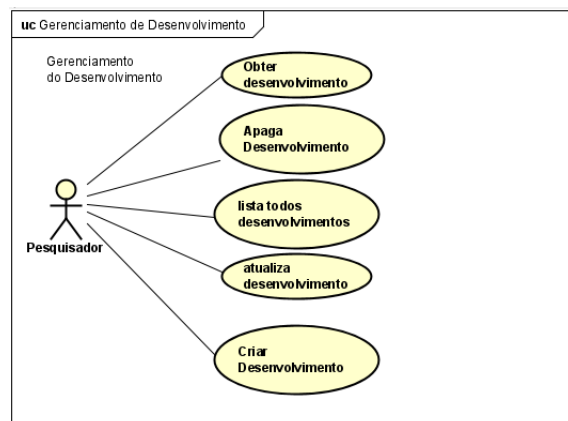 uc Gerenciamento de Desenvolvimento
Gerenciamento
do Desenvolvimento
Obter
desenvolvimento
Apaga
Desenvolvimento
lista todos
desenvolvimentos
Pesquisador
atualiza
desenvolvimento
Criar
Desenvolvimento